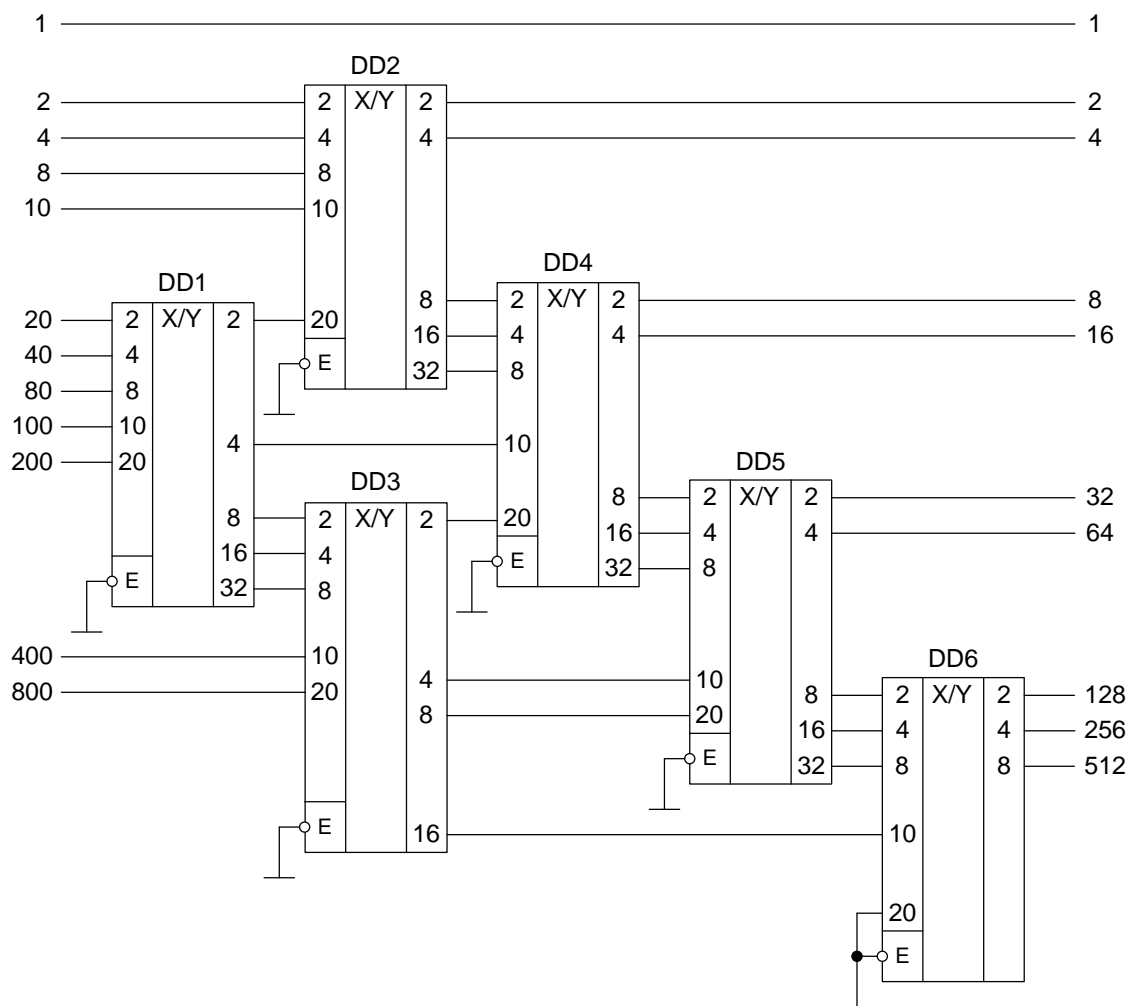 1 1
DD2
2 2 X/Y 2 2
4 4 4 4
8 8
10 10
DD4
DD1
8 2 X/Y 2 8
20 2 X/Y 2 20
16 4 4 16
40 4 E
32 8
80 8
100 10
4 10
200 20
DD5
DD3
8 2 X/Y 2 32
8 2 X/Y 2 20
16 4 4 64
16 4 E
32 8
E 32 8
400 10
DD6
4 10
800 20
8 2 X/Y 2 128
8 20
16 4 4 256
E 32 8 8 512
E 16 10
20
E